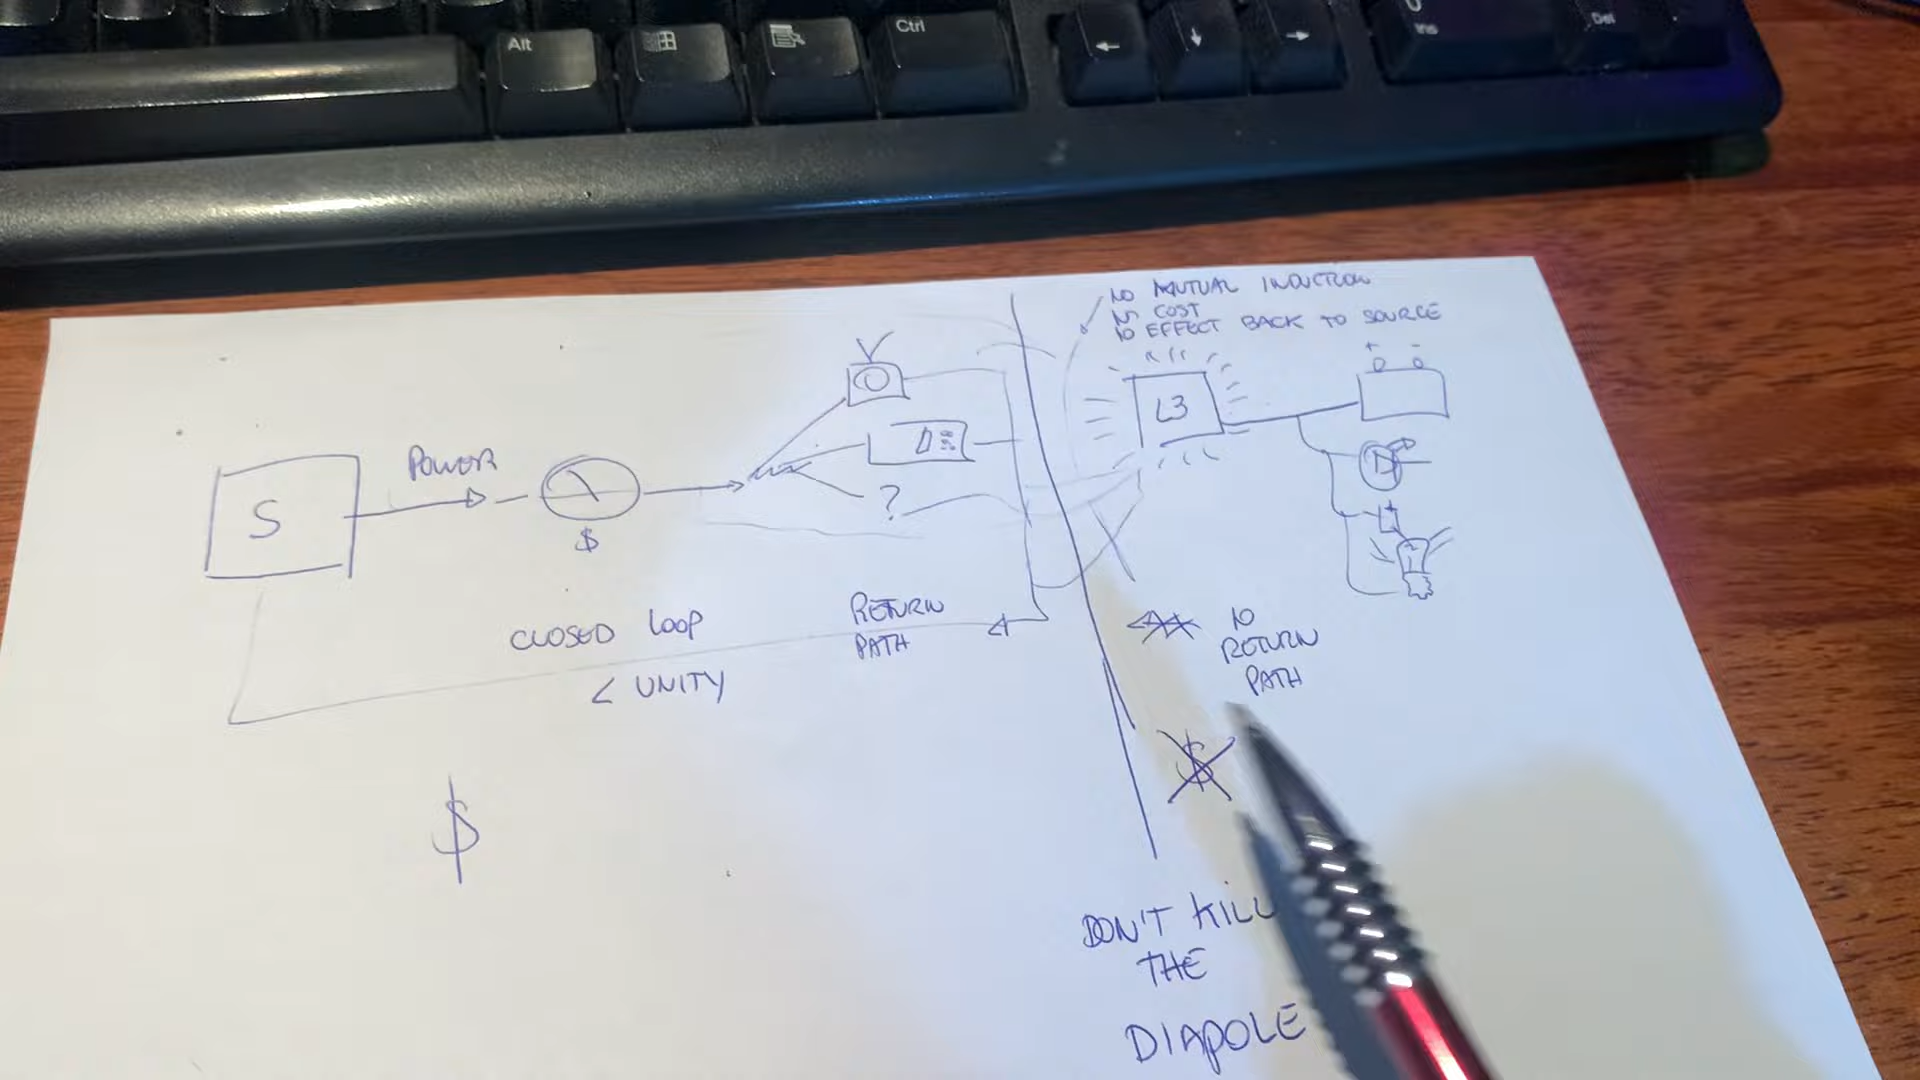 Alt
Ctrl
Ins
Del
NO MUTUAL INDUCTION
NO COST
NO EFFECT BACK TO SOURCE
+ -
L3
POWER
S
$
?
CLOSED LOOP
< UNITY
RETURN
PATH
NO
RETURN
PATH
$
$
DON'T KILL
THE
DIAPOLE